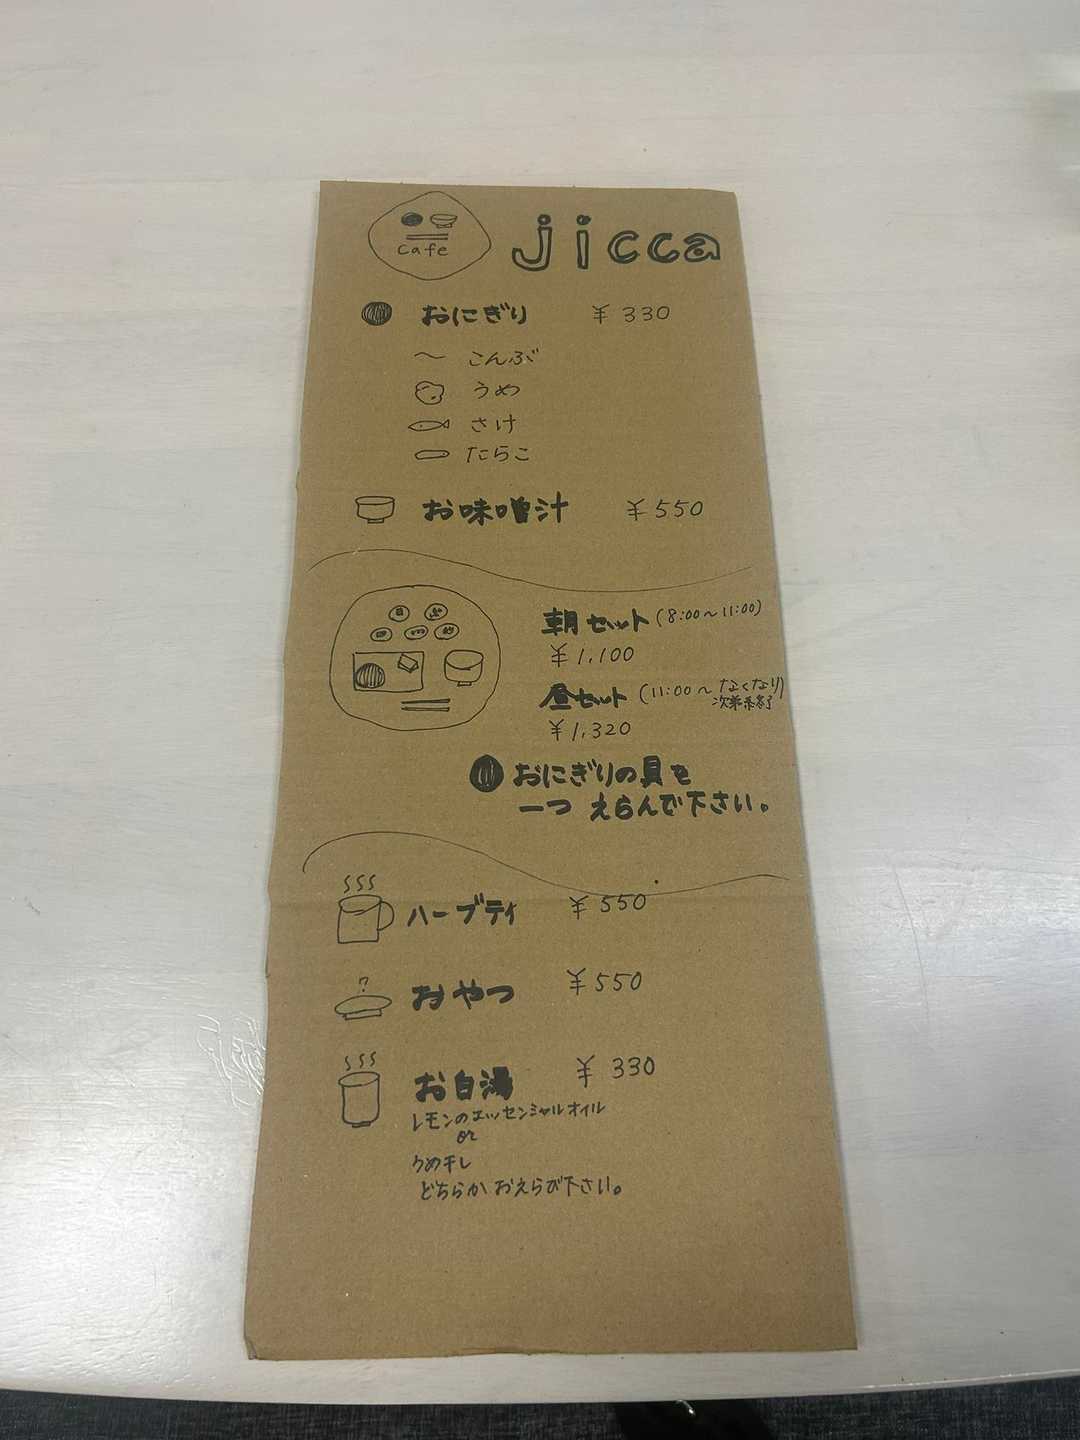 cafe
jicca
おにぎり ¥330
こんぶ
うめ
さけ
たらこ
お味噌汁 ¥550
朝セット (8:00～11:00)
¥1,100
昼セット (11:00～なくなり次第終了)
¥1,320
おにぎりの具を
一つ えらんで下さい。
ハーブティ ¥550
おやつ ¥550
お白湯 ¥330
レモンのエッセンシャルオイル
or
うめ干し
どちらか おえらび下さい。